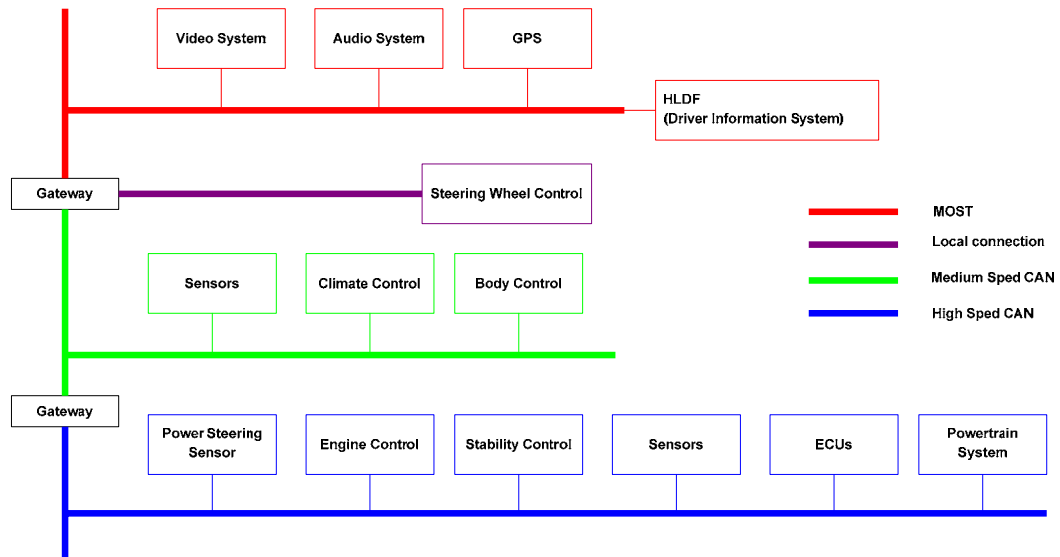 Video System
Audio System
GPS
HLDF
(Driver Information System)
Gateway
Steering Wheel Control
MOST
Local connection
Sensors
Climate Control
Body Control
Medium Sped CAN
High Sped CAN
Gateway
Power Steering
Sensor
Engine Control
Stability Control
Sensors
ECUs
Powertrain
System